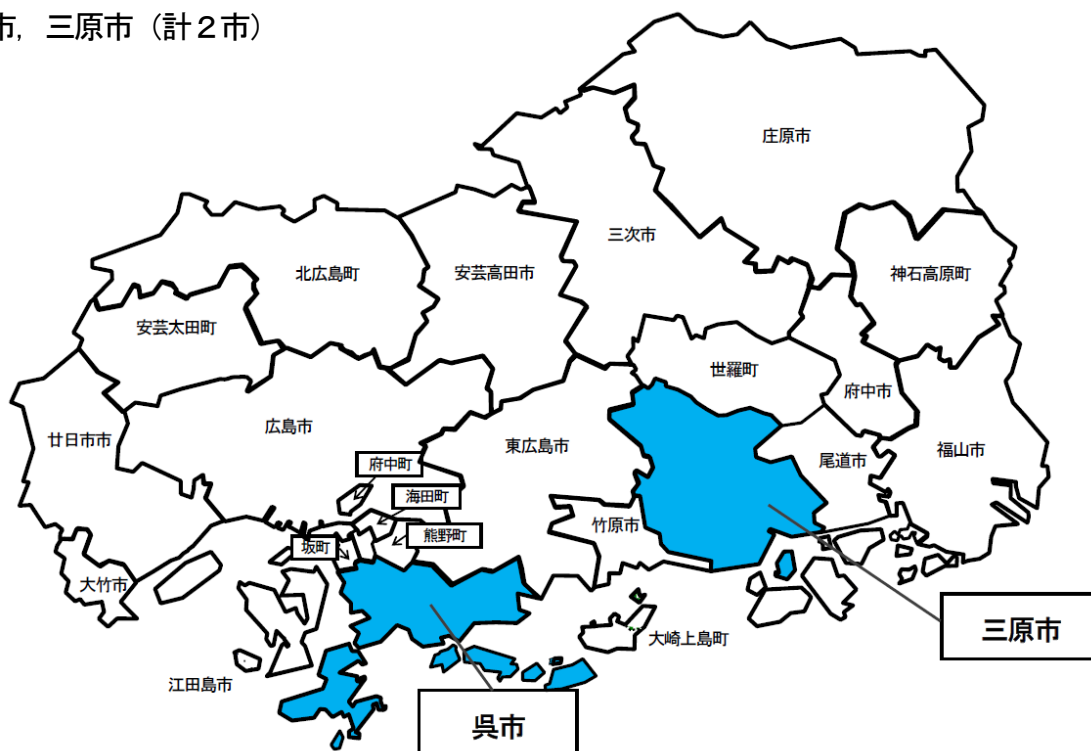 市，三原市（計２市）
庄原市
三次市
神石高原町
北広島町
安芸高田市
安芸太田町
世羅町
府中市
廿日市市
広島市
東広島市
尾道市
福山市
府中町
海田町
熊野町
坂町
竹原市
大竹市
大崎上島町
三原市
江田島市
呉市